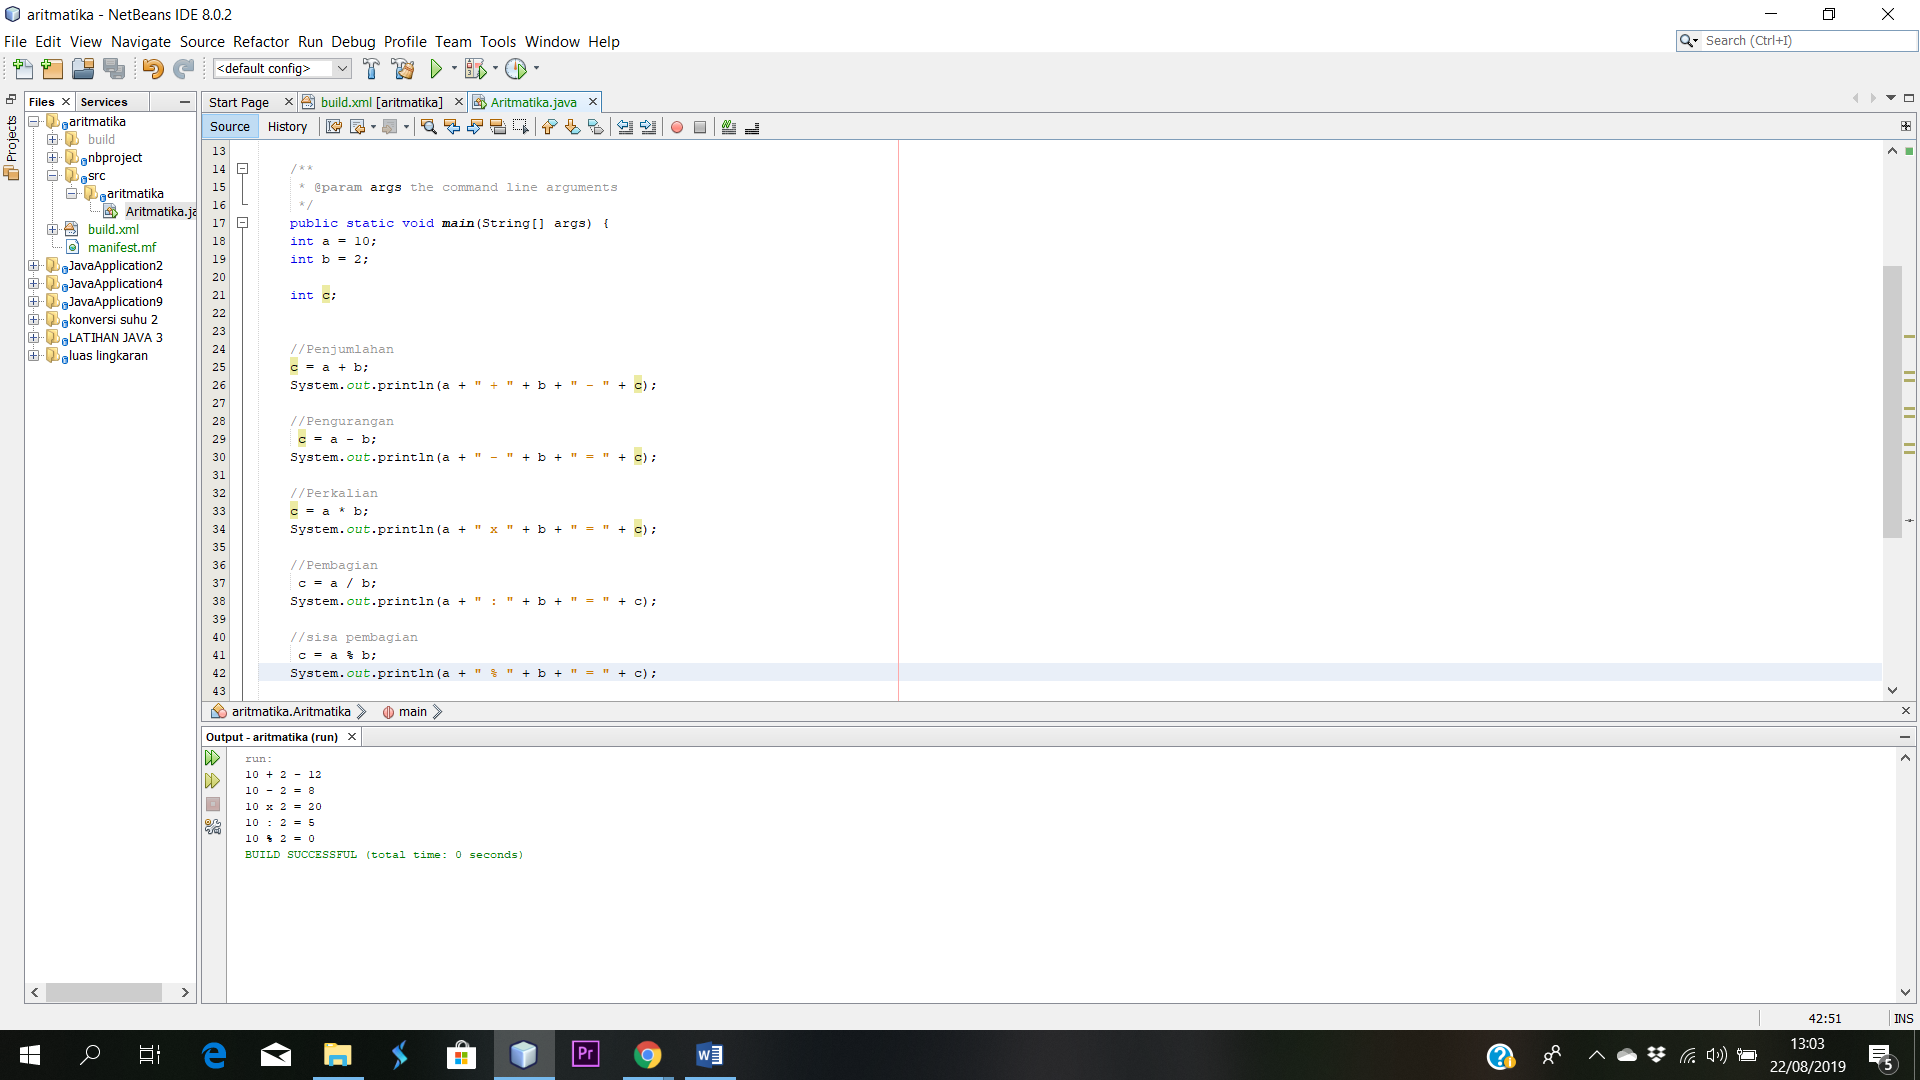 aritmatika - NetBeans IDE 8.0.2
File Edit View Navigate Source Refactor Run Debug Profile Team Tools Window Help
Search (Ctrl+I)
<default config>
Projects
Files Services
aritmatika
build
nbproject
src
aritmatika
Aritmatika.ja
build.xml
manifest.mf
JavaApplication2
JavaApplication4
JavaApplication9
konversi suhu 2
LATIHAN JAVA 3
luas lingkaran
Start Page build.xml [aritmatika] Aritmatika.java
Source History
13
14 /**
15 * @param args the command line arguments
16 */
17 public static void main(String[] args) {
18 int a = 10;
19 int b = 2;
20
21 int c;
22
23
24 //Penjumlahan
25 c = a + b;
26 System.out.println(a + " + " + b + " - " + c);
27
28 //Pengurangan
29 c = a - b;
30 System.out.println(a + " - " + b + " = " + c);
31
32 //Perkalian
33 c = a * b;
34 System.out.println(a + " x " + b + " = " + c);
35
36 //Pembagian
37 c = a / b;
38 System.out.println(a + " : " + b + " = " + c);
39
40 //sisa pembagian
41 c = a % b;
42 System.out.println(a + " % " + b + " = " + c);
43
aritmatika.Aritmatika main
Output - aritmatika (run)
run:
10 + 2 - 12
10 - 2 = 8
10 x 2 = 20
10 : 2 = 5
10 % 2 = 0
BUILD SUCCESSFUL (total time: 0 seconds)
42:51 INS
Pr
13:03
22/08/2019
5